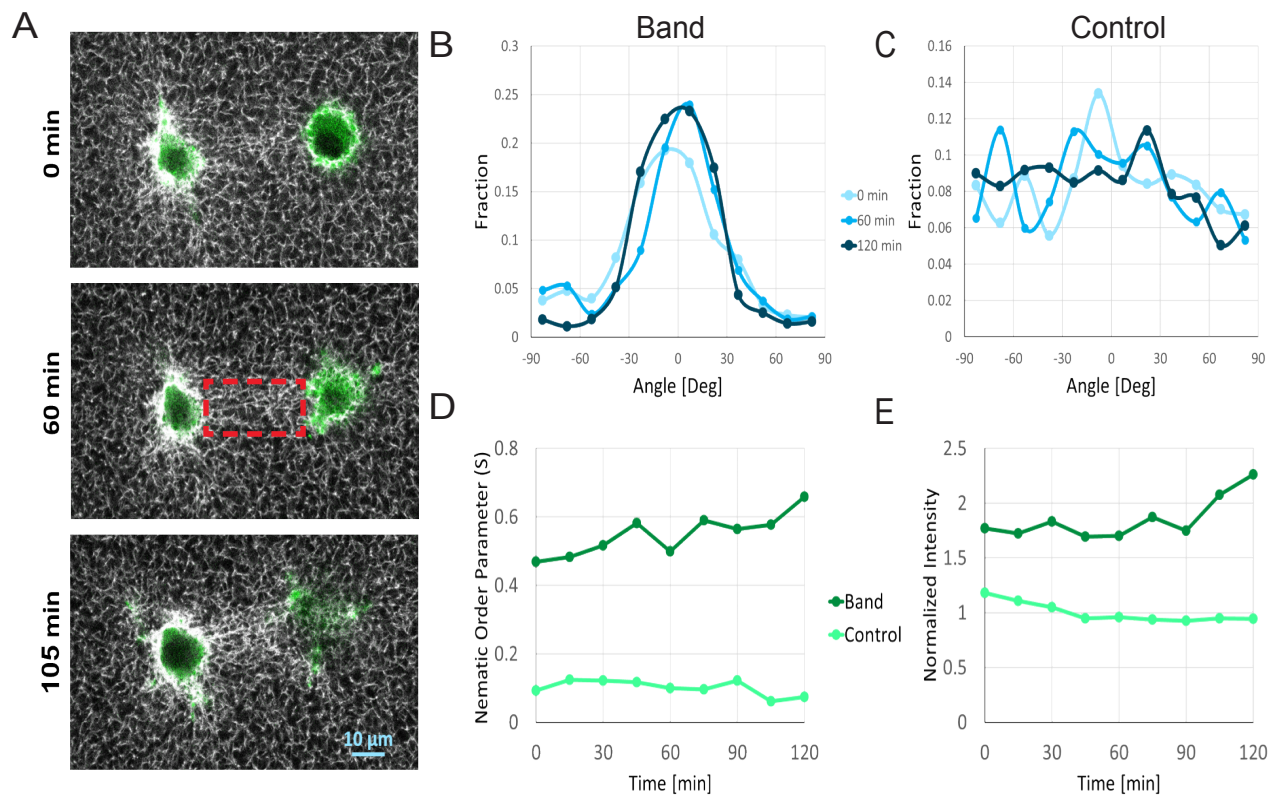 A
0 min
60 min
105 min
10 µm
B
Band
0.3
0.25
0.2
0.15
0.1
0.05
0
Fraction
-90
-60
-30
0
30
60
90
Angle [Deg]
0 min
60 min
120 min
C
Control
0.16
0.14
0.12
0.1
0.08
0.06
0.04
0.02
0
Fraction
-90
-60
-30
0
30
60
90
Angle [Deg]
D
0.8
0.6
0.4
0.2
0
Nematic Order Parameter (S)
0
30
60
90
120
Time [min]
Band
Control
E
2.5
2
1.5
1
0.5
0
Normalized Intensity
0
30
60
90
120
Time [min]